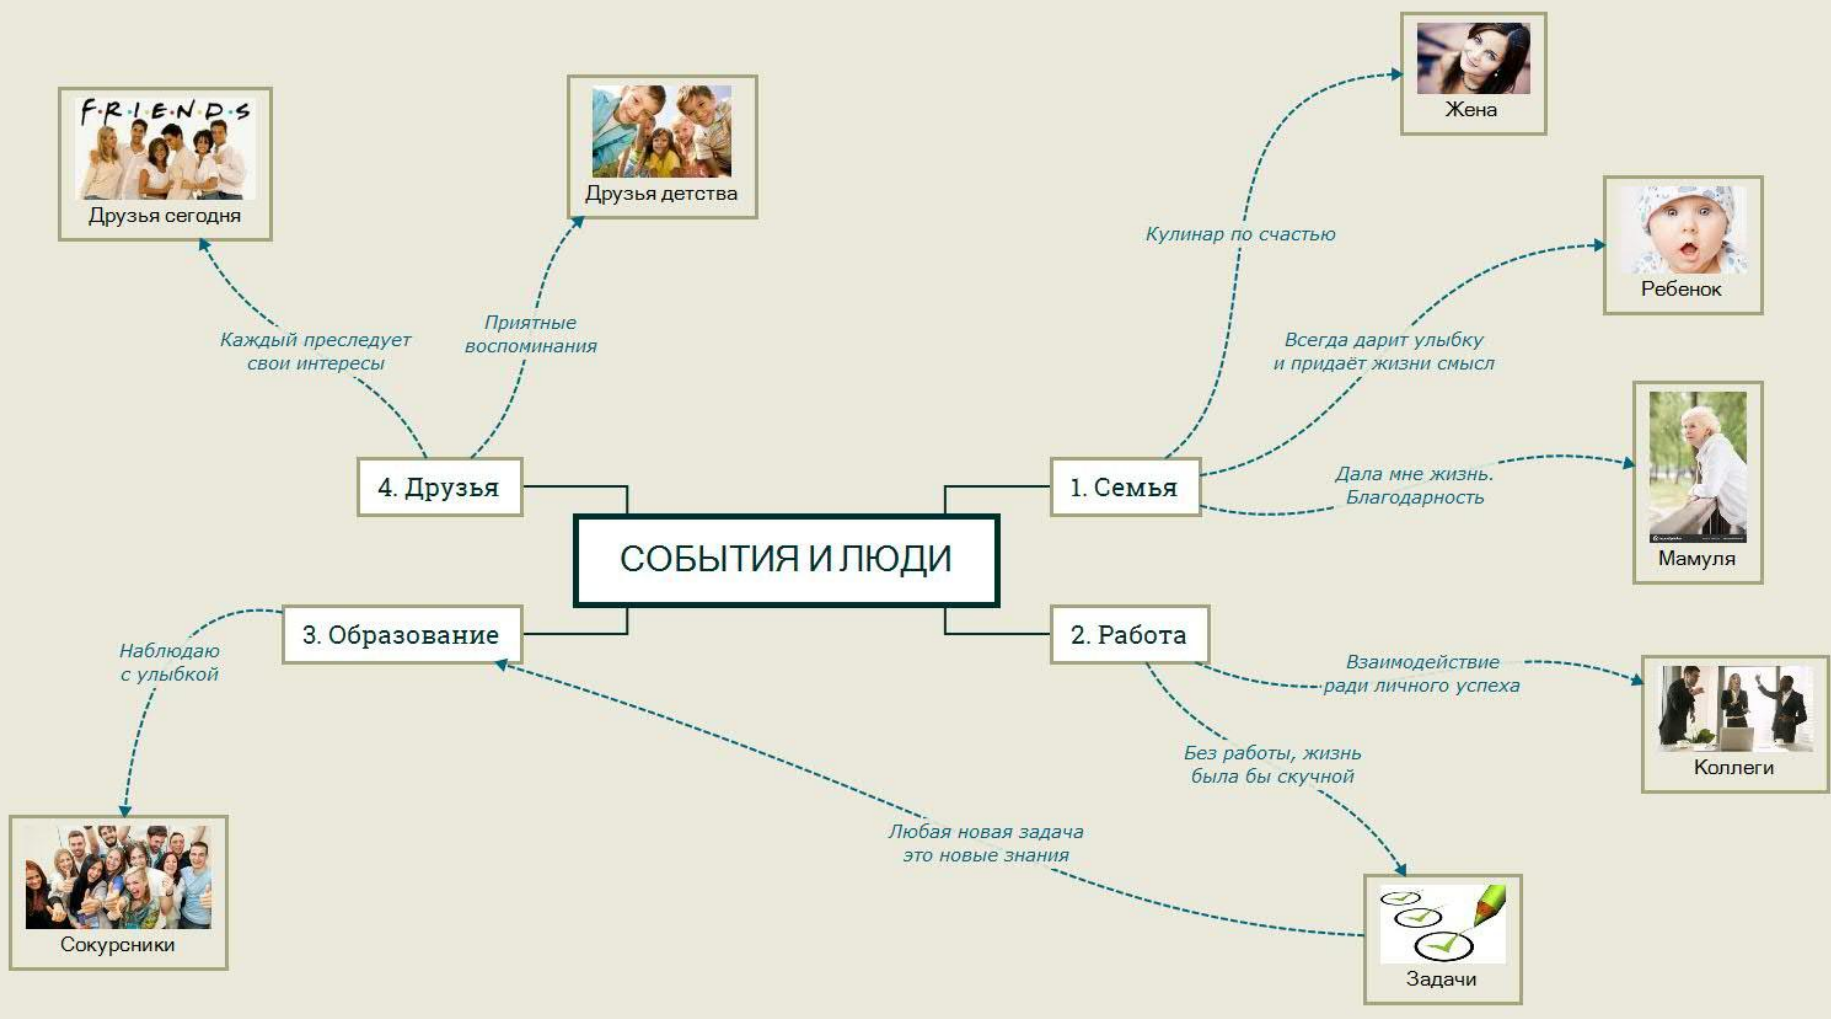 СОБЫТИЯ И ЛЮДИ
1. Семья
Кулинар по счастью
Жена
Всегда дарит улыбку
и придаёт жизни смысл
Ребенок
Дала мне жизнь.
Благодарность
Мамуля
2. Работа
Взаимодействие
ради личного успеха
Коллеги
Без работы, жизнь
была бы скучной
Задачи
Любая новая задача
это новые знания
3. Образование
Наблюдаю
с улыбкой
Сокурсники
4. Друзья
Каждый преследует
свои интересы
F·R·I·E·N·D·S
Друзья сегодня
Приятные
воспоминания
Друзья детства